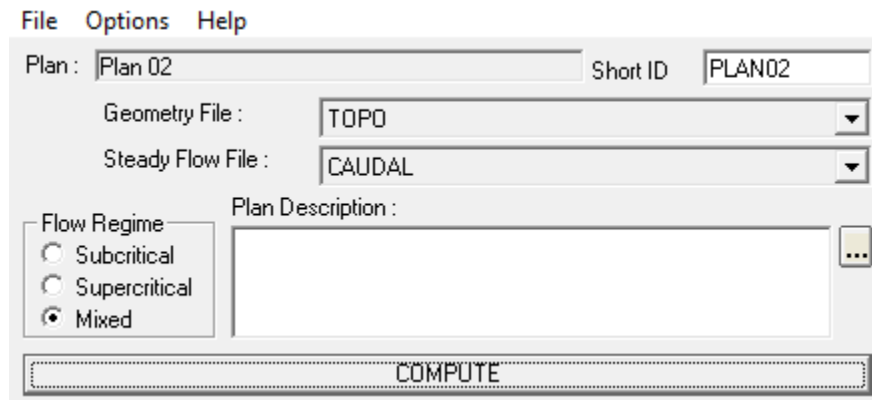 File Options Help
Plan : Plan 02 Short ID PLAN02
Geometry File : TOPO
Steady Flow File : CAUDAL
Plan Description :
Flow Regime
Subcritical
Supercritical
Mixed
...
COMPUTE